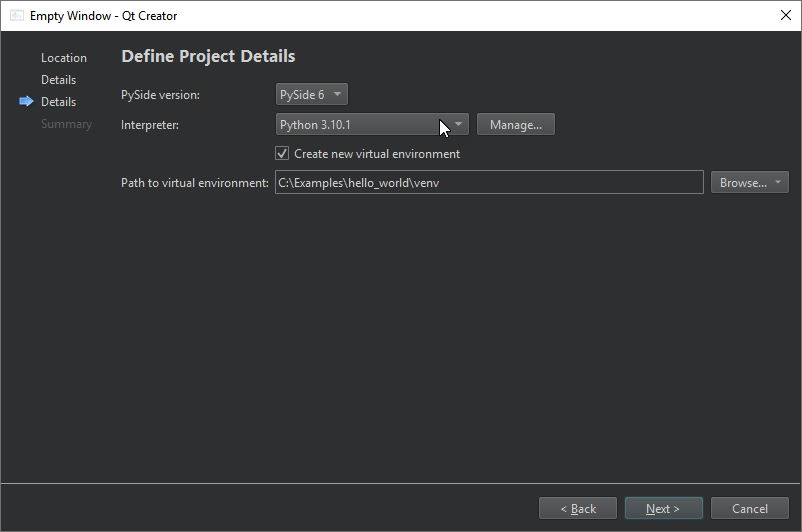 Empty Window - Qt Creator
Location
Details
Details
Summary
Define Project Details
PySide version: PySide 6
Interpreter: Python 3.10.1 Manage...
Create new virtual environment
Path to virtual environment: C:\Examples\hello_world\venv Browse...
< Back Next > Cancel